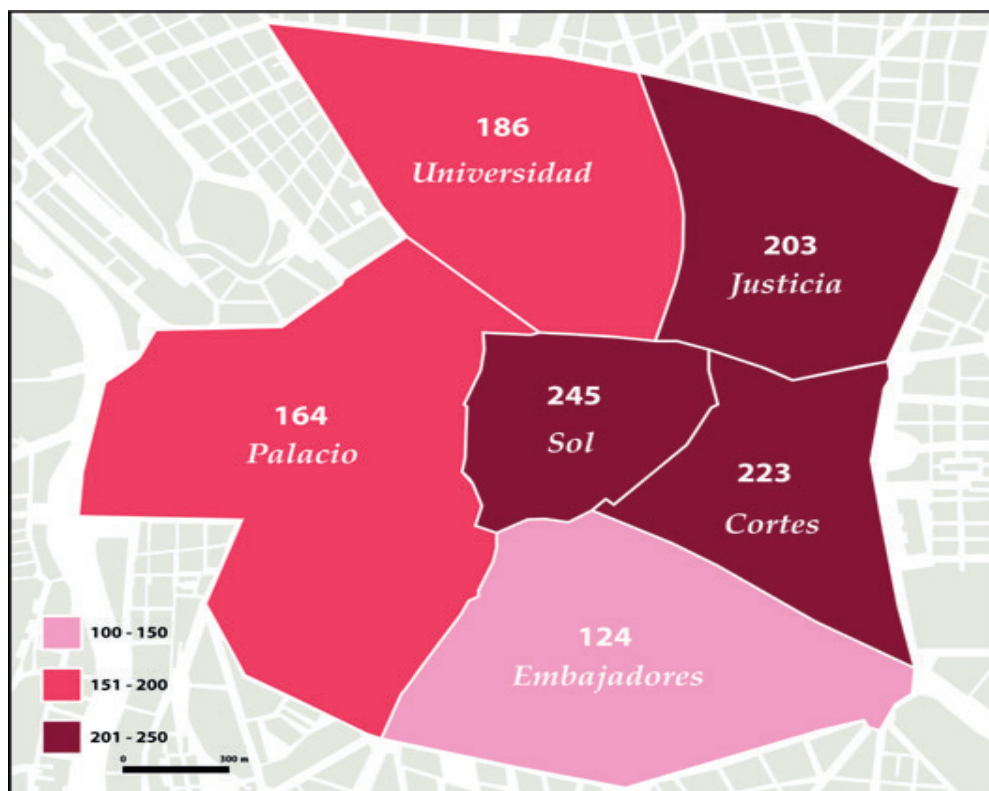 186
Universidad
203
Justicia
245
Sol
164
Palacio
223
Cortes
124
Embajadores
100 - 150
151 - 200
201 - 250
0 300 m